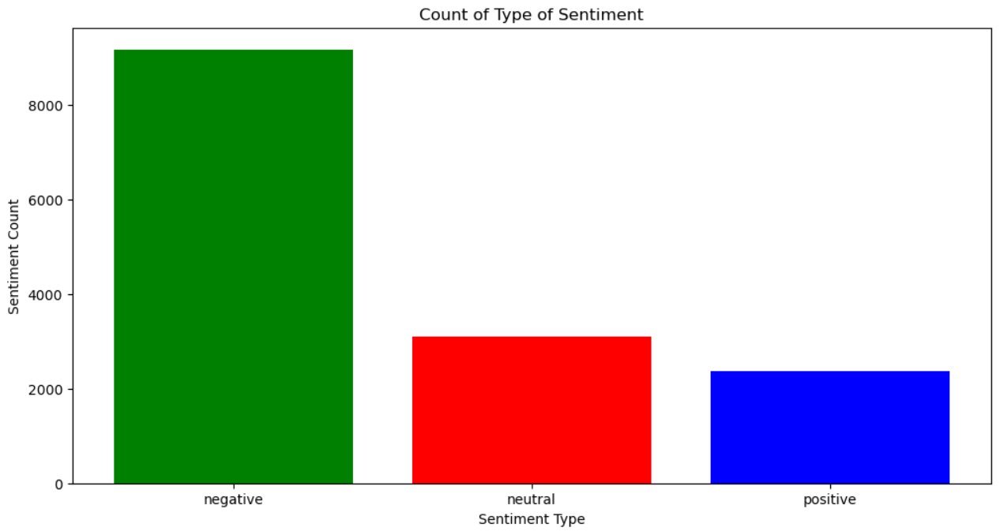 Count of Type of Sentiment
Sentiment Count
8000
6000
4000
2000
0
negative neutral positive
Sentiment Type